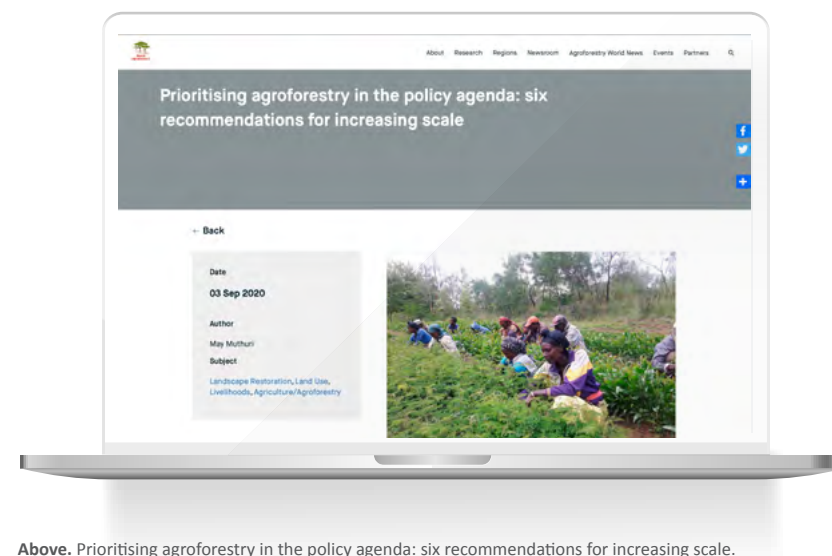 About Research Regions Newsroom Agroforestry World News Events Partners
Prioritising agroforestry in the policy agenda: six
recommendations for increasing scale
← Back
Date
03 Sep 2020
Author
May Muthuri
Subject
Landscape Restoration, Land Use,
Livelihoods, Agriculture/Agroforestry
Above. Prioritising agroforestry in the policy agenda: six recommendations for increasing scale.